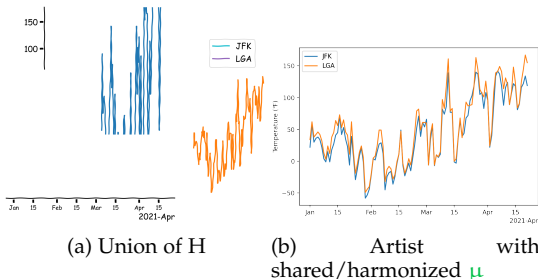 150
100
JFK
LGA
Jan 15 Feb 15 Mar 15 Apr 15
2021-Apr
(a) Union of H
JFK
LGA
Temperature (°F)
150
100
50
0
−50
Jan 15 Feb 15 Mar 15 Apr 15
2021-Apr
(b) Artist with
shared/harmonized μ